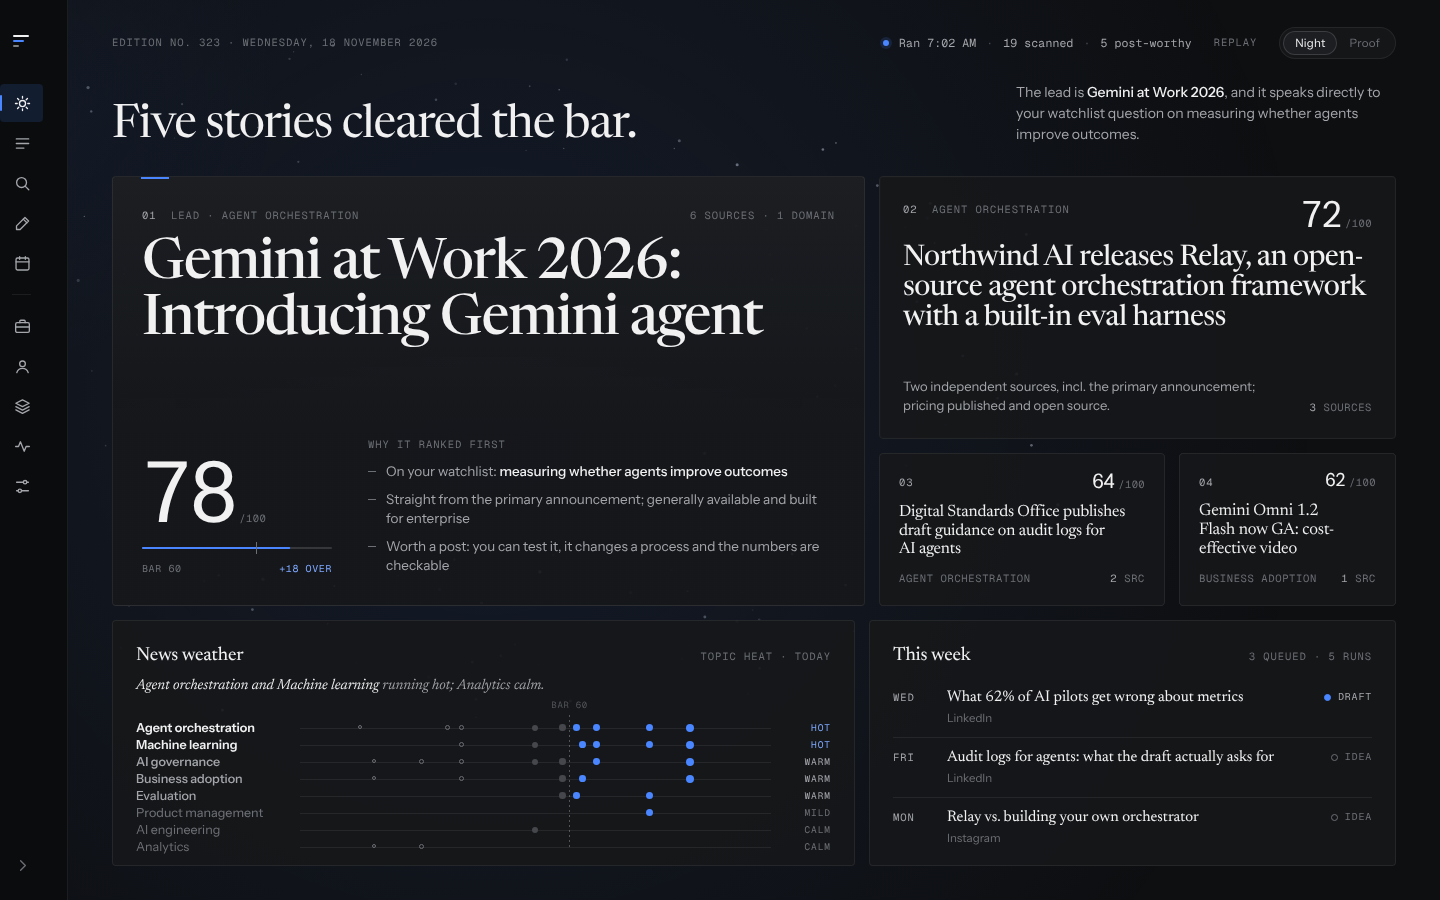 EDITION NO. 323 · WEDNESDAY, 18 NOVEMBER 2026
Ran 7:02 AM · 19 scanned · 5 post-worthy
REPLAY
Night
Proof
Five stories cleared the bar.
The lead is Gemini at Work 2026, and it speaks directly to
your watchlist question on measuring whether agents
improve outcomes.
01 LEAD · AGENT ORCHESTRATION
6 SOURCES · 1 DOMAIN
Gemini at Work 2026:
Introducing Gemini agent
78 /100
BAR 60
+18 OVER
WHY IT RANKED FIRST
— On your watchlist: measuring whether agents improve outcomes
— Straight from the primary announcement; generally available and built
for enterprise
— Worth a post: you can test it, it changes a process and the numbers are
checkable
02 AGENT ORCHESTRATION
72 /100
Northwind AI releases Relay, an open-
source agent orchestration framework
with a built-in eval harness
Two independent sources, incl. the primary announcement;
pricing published and open source.
3 SOURCES
03
64 /100
Digital Standards Office publishes
draft guidance on audit logs for
AI agents
AGENT ORCHESTRATION
2 SRC
04
62 /100
Gemini Omni 1.2
Flash now GA: cost-
effective video
BUSINESS ADOPTION
1 SRC
News weather
TOPIC HEAT · TODAY
Agent orchestration and Machine learning running hot; Analytics calm.
BAR 60
Agent orchestration HOT
Machine learning HOT
AI governance WARM
Business adoption WARM
Evaluation WARM
Product management MILD
AI engineering CALM
Analytics CALM
This week
3 QUEUED · 5 RUNS
WED What 62% of AI pilots get wrong about metrics DRAFT
LinkedIn
FRI Audit logs for agents: what the draft actually asks for IDEA
LinkedIn
MON Relay vs. building your own orchestrator IDEA
Instagram